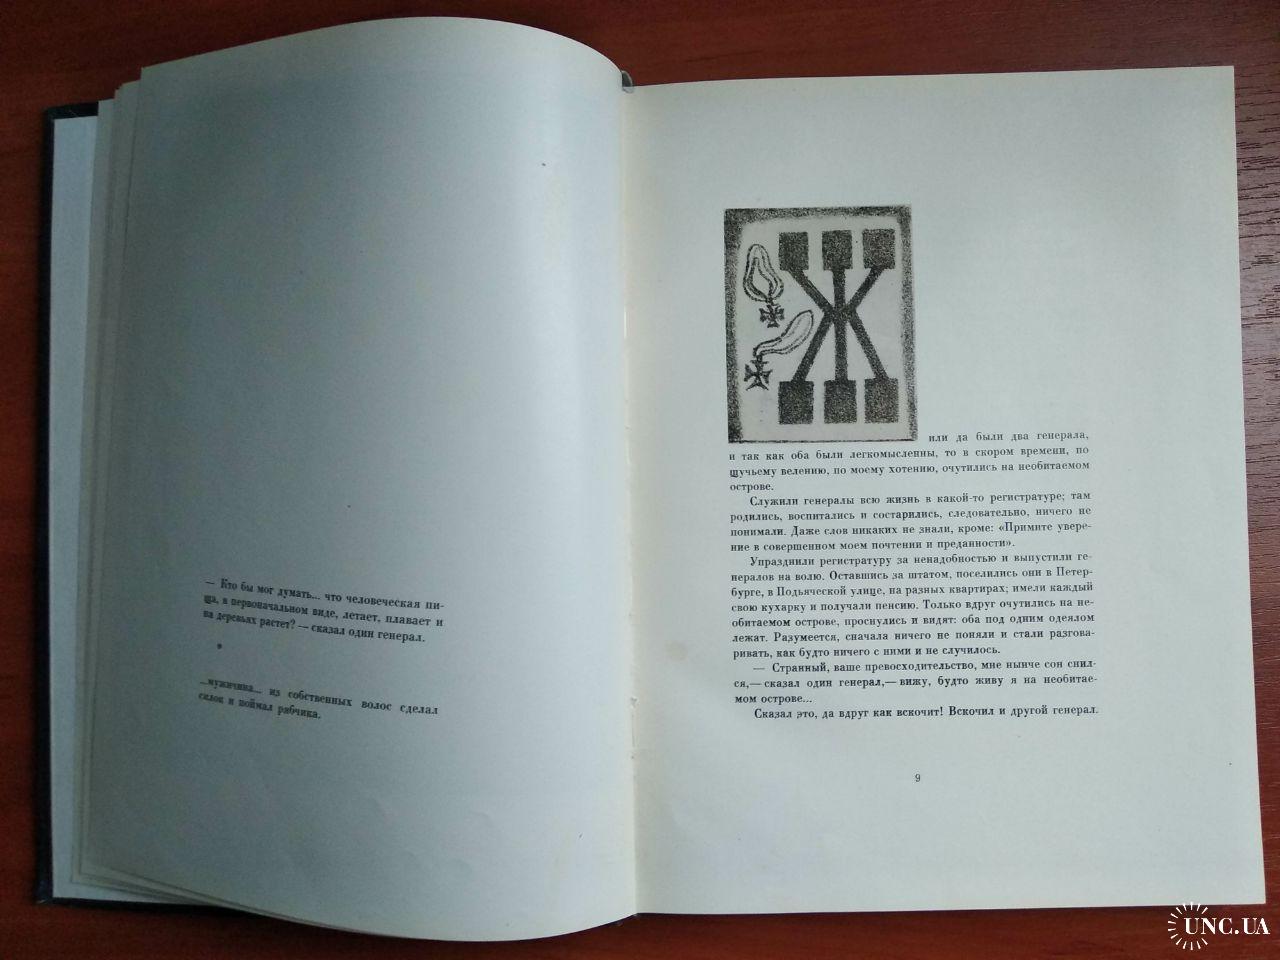 — Кто бы мог думать... что человеческая пи-
ща, в первоначальном виде, летает, плавает и
на деревьях растет? — сказал один генерал.
*
...мужичина... из собственных волос сделал
силок и поймал рябчика.
Ж
или да были два генерала,
и так как оба были легкомысленны, то в скором времени, по
щучьему велению, по моему хотению, очутились на необитаемом
острове.
Служили генералы всю жизнь в какой-то регистратуре; там
родились, воспитались и состарились, следовательно, ничего не
понимали. Даже слов никаких не знали, кроме: «Примите увере-
ние в совершенном моем почтении и преданности».
Упразднили регистратуру за ненадобностью и выпустили ге-
нералов на волю. Оставшись за штатом, поселились они в Петер-
бурге, в Подьяческой улице, на разных квартирах; имели каждый
свою кухарку и получали пенсию. Только вдруг очутились на не-
обитаемом острове, проснулись и видят: оба под одним одеялом
лежат. Разумеется, сначала ничего не поняли и стали разгова-
ривать, как будто ничего с ними и не случилось.
— Странный, ваше превосходительство, мне нынче сон снил-
ся,— сказал один генерал,— вижу, будто живу я на необитае-
мом острове...
Сказал это, да вдруг как вскочит! Вскочил и другой генерал.
9
UNC.UA